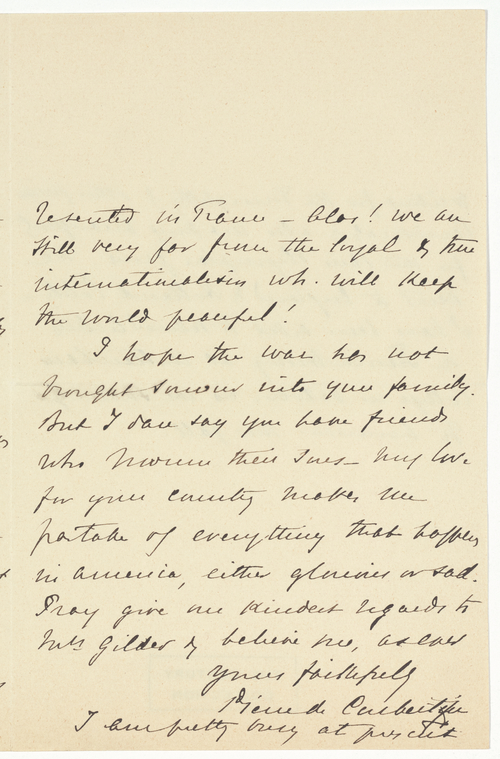 resented in France – Alas! we are
still very far from the loyal & true
internationalism wh. will keep
the world peaceful!
I hope the war has not
brought sorrow into your family.
But I dare say you have friends
who mourn their sons – My love
for your country makes me
partake of everything that happens
in America, either glorious or sad.
Pray give our kindest regards to
Mrs Gilder & believe me, as ever
yours faithfully
Pierre de Coubertin
I am pretty busy at present